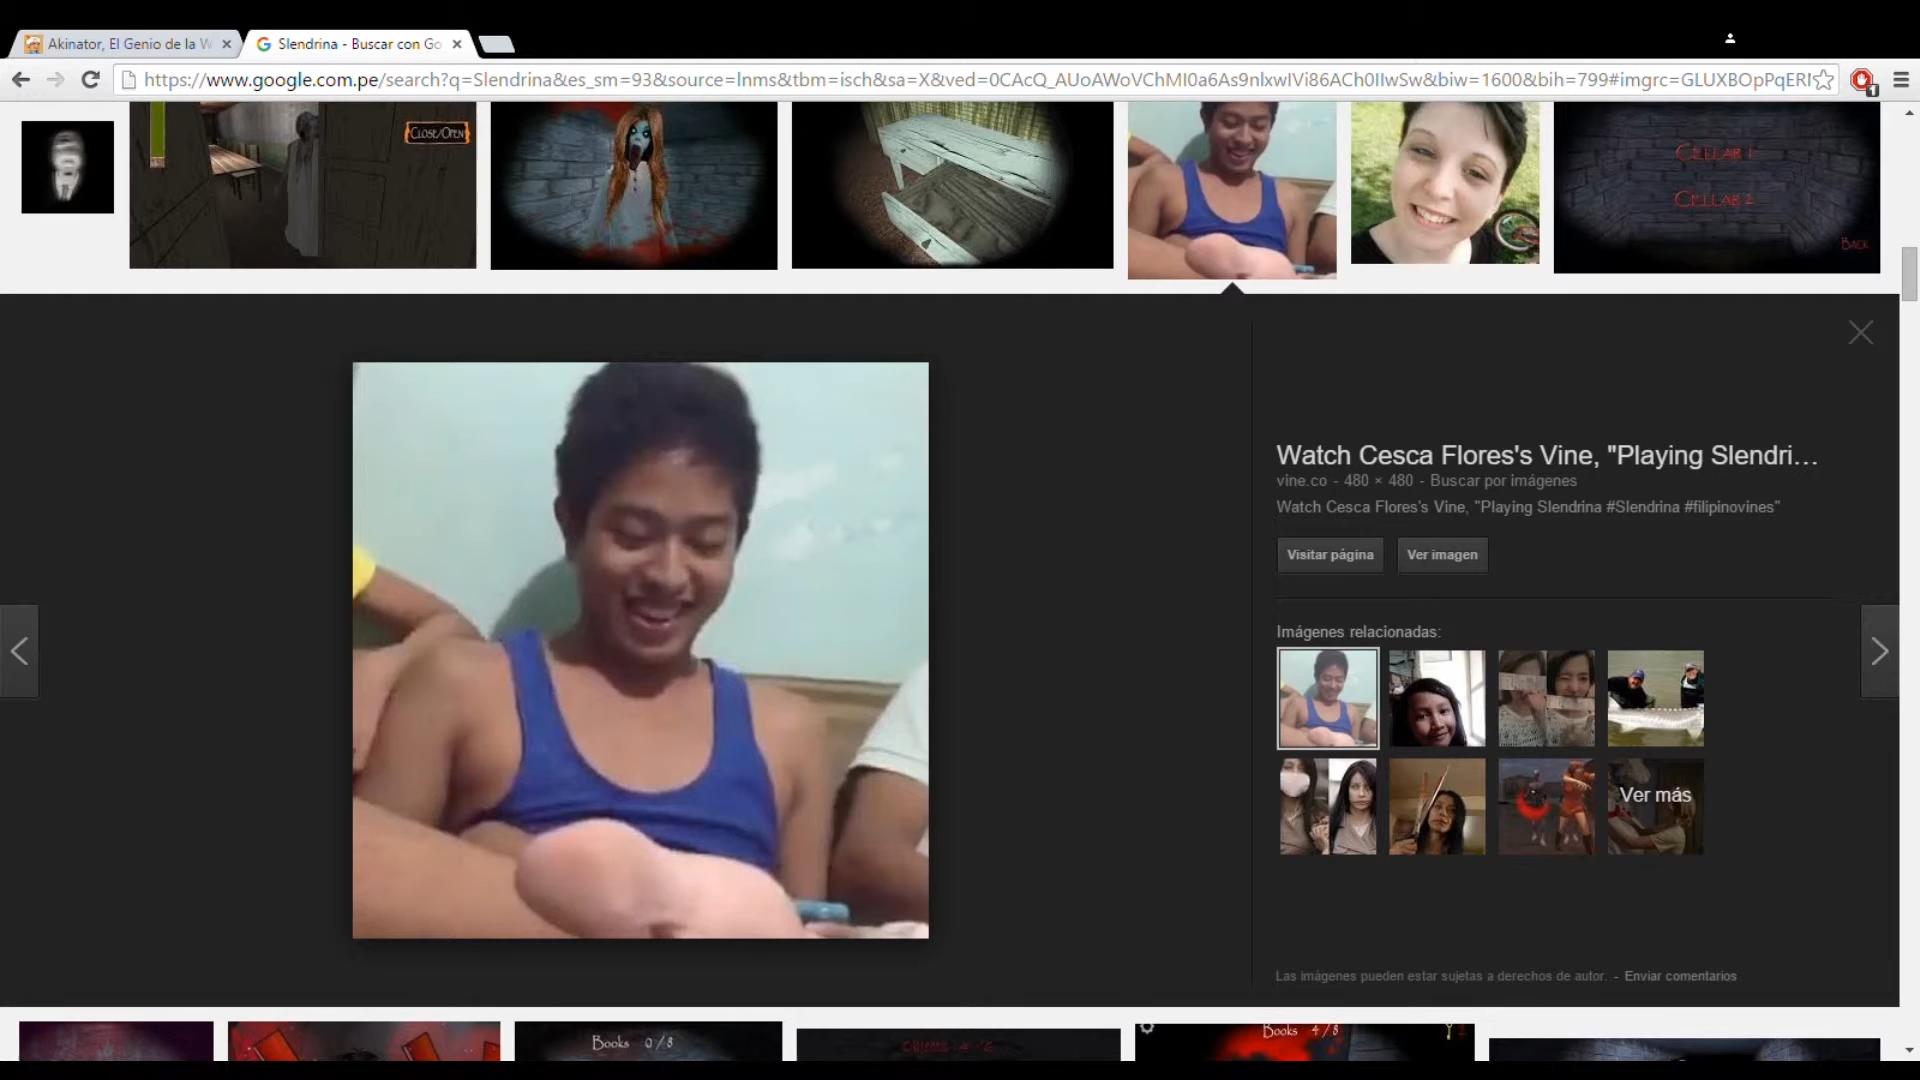 Akinator, El Genio de la W
Slendrina - Buscar con Go
https://www.google.com.pe/search?q=Slendrina&es_sm=93&source=lnms&tbm=isch&sa=X&ved=0CAcQ_AUoAWoVChMI0a6As9nlxwIVi86ACh0IIwSw&biw=1600&bih=799#imgrc=GLUXBOpPqERI
1
CLOSE/OPEN
CELLAR 1
CELLAR 2
BACK
Watch Cesca Flores's Vine, "Playing Slendri...
vine.co - 480 × 480 - Buscar por imágenes
Watch Cesca Flores's Vine, "Playing Slendrina #Slendrina #filipinovines"
Visitar página
Ver imagen
Imágenes relacionadas:
Ver más
Las imágenes pueden estar sujetas a derechos de autor. - Enviar comentarios
Books 0/8
Books 4/8